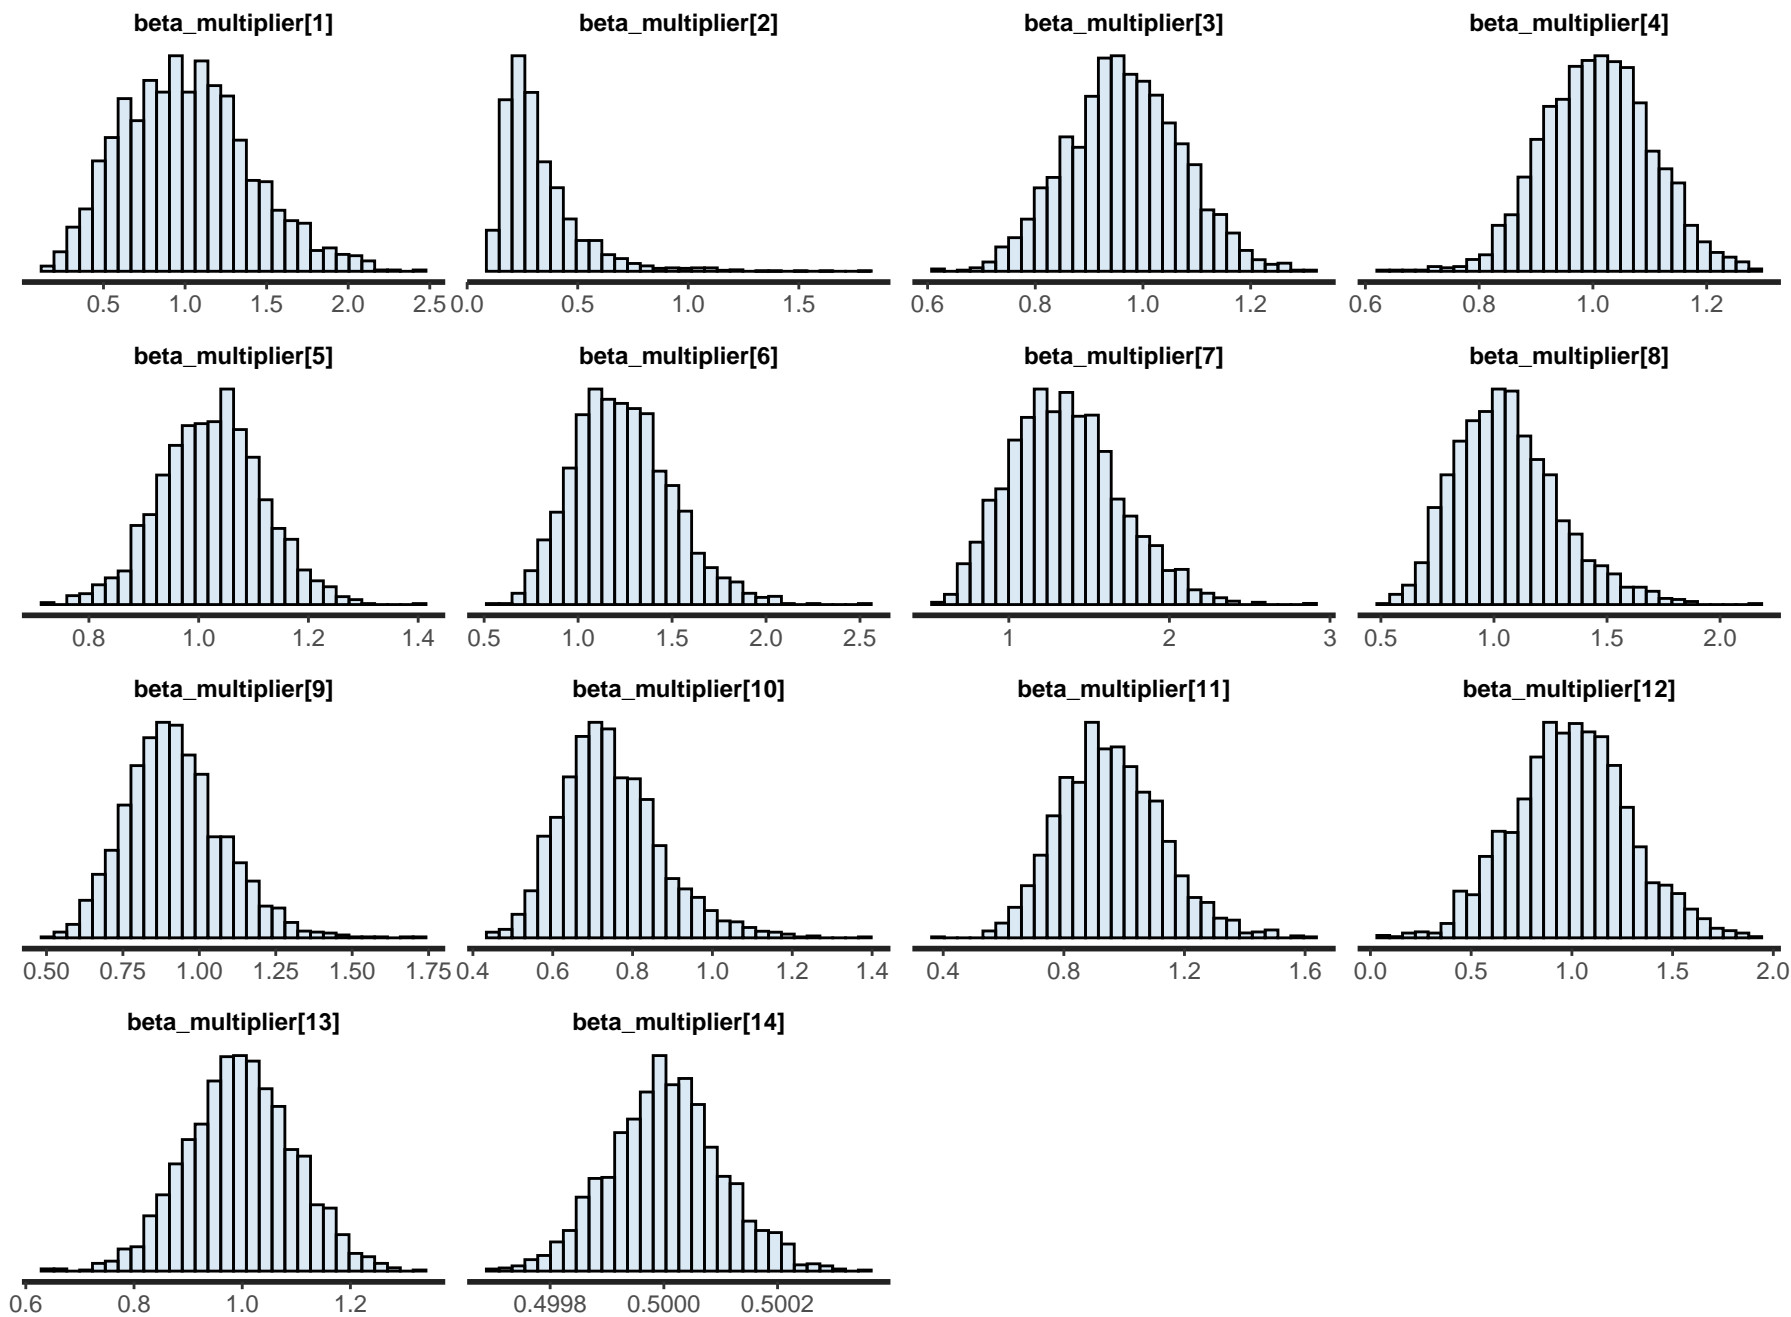 beta_multiplier[1] beta_multiplier[2] beta_multiplier[3] beta_multiplier[4]
0.5 1.0 1.5 2.0 2.5 0.0 0.5 1.0 1.5 0.6 0.8 1.0 1.2 0.6 0.8 1.0 1.2
beta_multiplier[5] beta_multiplier[6] beta_multiplier[7] beta_multiplier[8]
0.8 1.0 1.2 1.4 0.5 1.0 1.5 2.0 2.5 1 2 3 0.5 1.0 1.5 2.0
beta_multiplier[9] beta_multiplier[10] beta_multiplier[11] beta_multiplier[12]
0.50 0.75 1.00 1.25 1.50 1.75 0.4 0.6 0.8 1.0 1.2 1.4 0.4 0.8 1.2 1.6 0.0 0.5 1.0 1.5 2.0
beta_multiplier[13] beta_multiplier[14]
0.6 0.8 1.0 1.2 0.4998 0.5000 0.5002